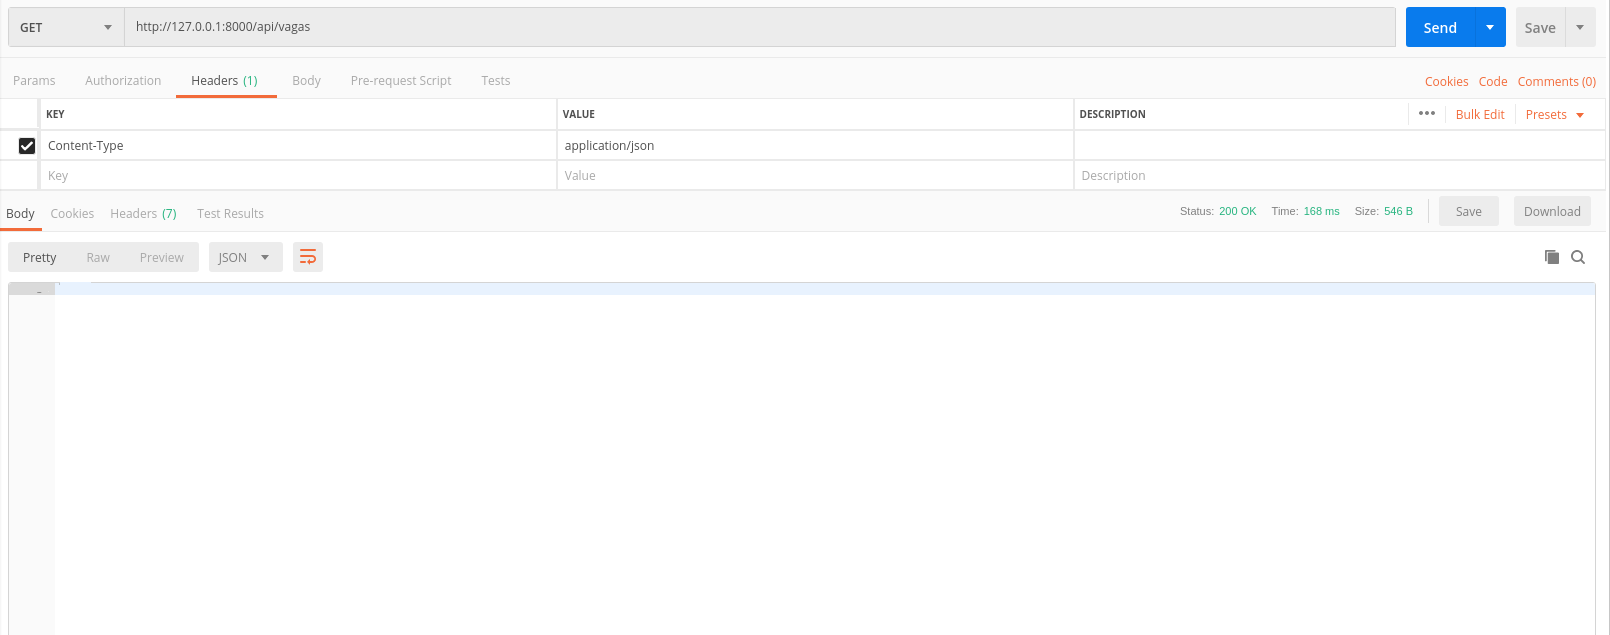 GET http://127.0.0.1:8000/api/vagas Send Save
Params Authorization Headers (1) Body Pre-request Script Tests Cookies Code Comments (0)
KEY VALUE DESCRIPTION ••• Bulk Edit Presets
Content-Type application/json
Key Value Description
Body Cookies Headers (7) Test Results Status: 200 OK Time: 168 ms Size: 546 B Save Download
Pretty Raw Preview JSON